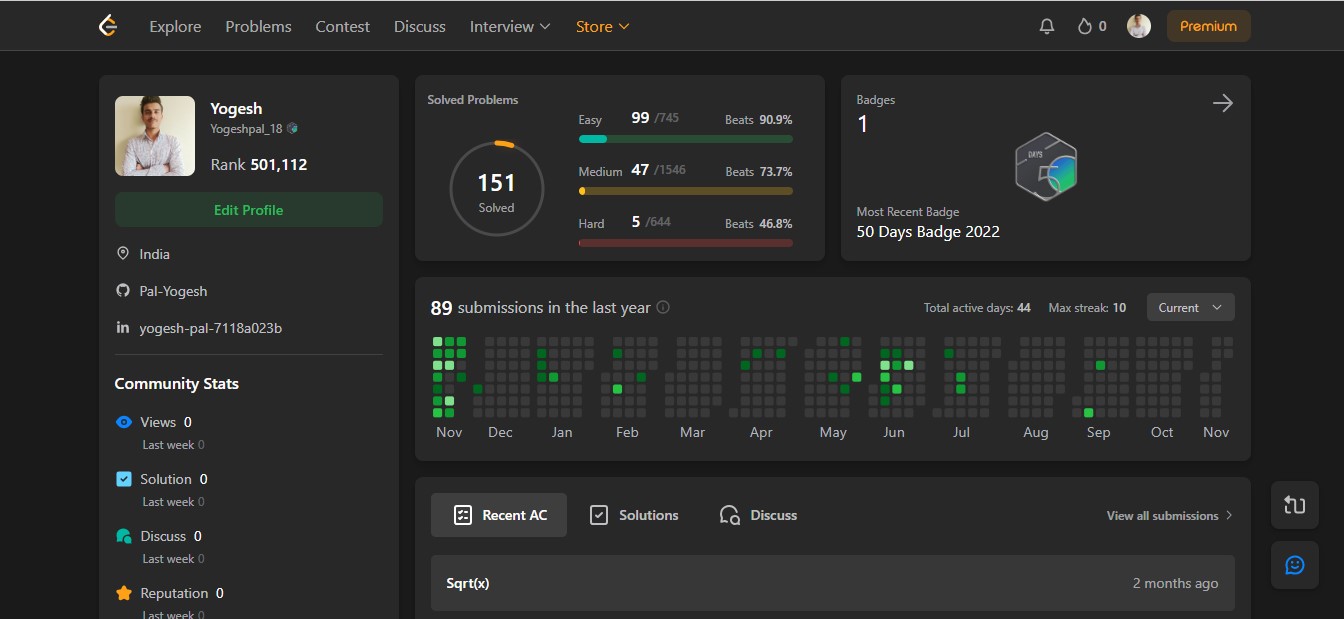 Explore Problems Contest Discuss Interview Store 0 Premium
Yogesh
Yogeshpal_18
Rank 501,112
Edit Profile
India
Pal-Yogesh
yogesh-pal-7118a023b
Community Stats
Views 0
Last week 0
Solution 0
Last week 0
Discuss 0
Last week 0
Reputation 0
Last week 0
Solved Problems
151
Solved
Easy 99 /745 Beats 90.9%
Medium 47 /1546 Beats 73.7%
Hard 5 /644 Beats 46.8%
Badges
1
DAYS
Most Recent Badge
50 Days Badge 2022
89 submissions in the last year Total active days: 44 Max streak: 10 Current
Nov Dec Jan Feb Mar Apr May Jun Jul Aug Sep Oct Nov
Recent AC Solutions Discuss View all submissions
Sqrt(x) 2 months ago